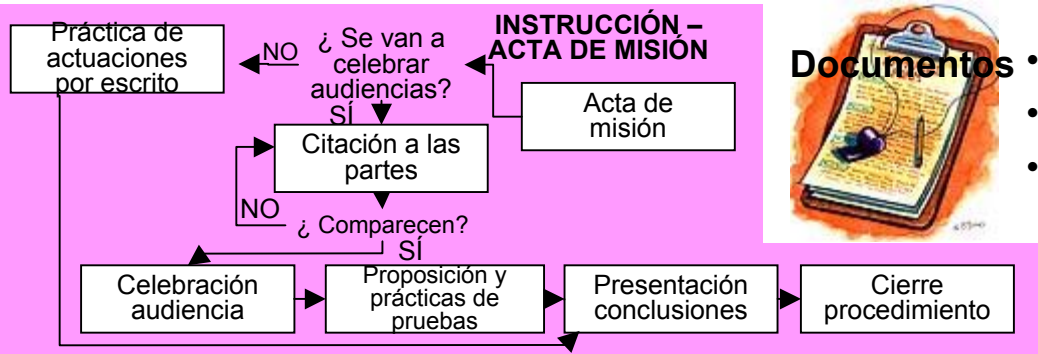 INSTRUCCIÓN –
ACTA DE MISIÓN
Práctica de
actuaciones
por escrito
NO
¿ Se van a
celebrar
audiencias?
SÍ
Acta de
misión
Citación a las
partes
NO
¿ Comparecen?
SÍ
Celebración
audiencia
Proposición y
prácticas de
pruebas
Presentación
conclusiones
Cierre
procedimiento
Documentos
•
•
•